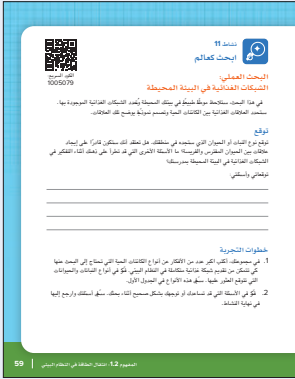 نشاط 11
ابحث كعالم
الكود السريع:
1005079
البحث العملي:
الشبكات الغذائية في البيئة المحيطة
في هذا البحث، ستلاحظ موطنًا طبيعيًا في بيئتك المحيطة يُحدد الشبكات الغذائية الموجودة بها.
ستحدد العلاقات الغذائية بين الكائنات الحية وتصمم نموذجًا يوضح تلك العلاقات.
توقع
توقع نوع النبات أو الحيوان الذي ستجده في منطقتك. هل تعتقد أنك ستكون قادرًا على إيجاد
علاقات بين الحيوان المفترس والفريسة؟ ما الأسئلة الأخرى التي قد تطرأ على ذهنك أثناء التفكير في
الشبكات الغذائية في البيئة المحيطة بمدرستك؟
توقعاتي وأسئلتي:
خطوات التجربة
1. في مجموعتك، اكتب أكبر عدد من الأفكار عن أنواع الكائنات الحية التي تحتاج إلى البحث عنها
كي تتمكن من تقديم شبكة غذائية متكاملة في النظام البيئي. فكر في أنواع النباتات والحيوانات
التي تتوقع العثور عليها. سجّل هذه الأنواع في الجدول الأول.
2. فكر في الأسئلة التي قد تساعدك أو توجهك بشكل صحيح أثناء بحثك. سجّل أسئلتك وارجع إليها
في نهاية النشاط.
المفهوم 1.2: انتقال الطاقة في النظام البيئي 59